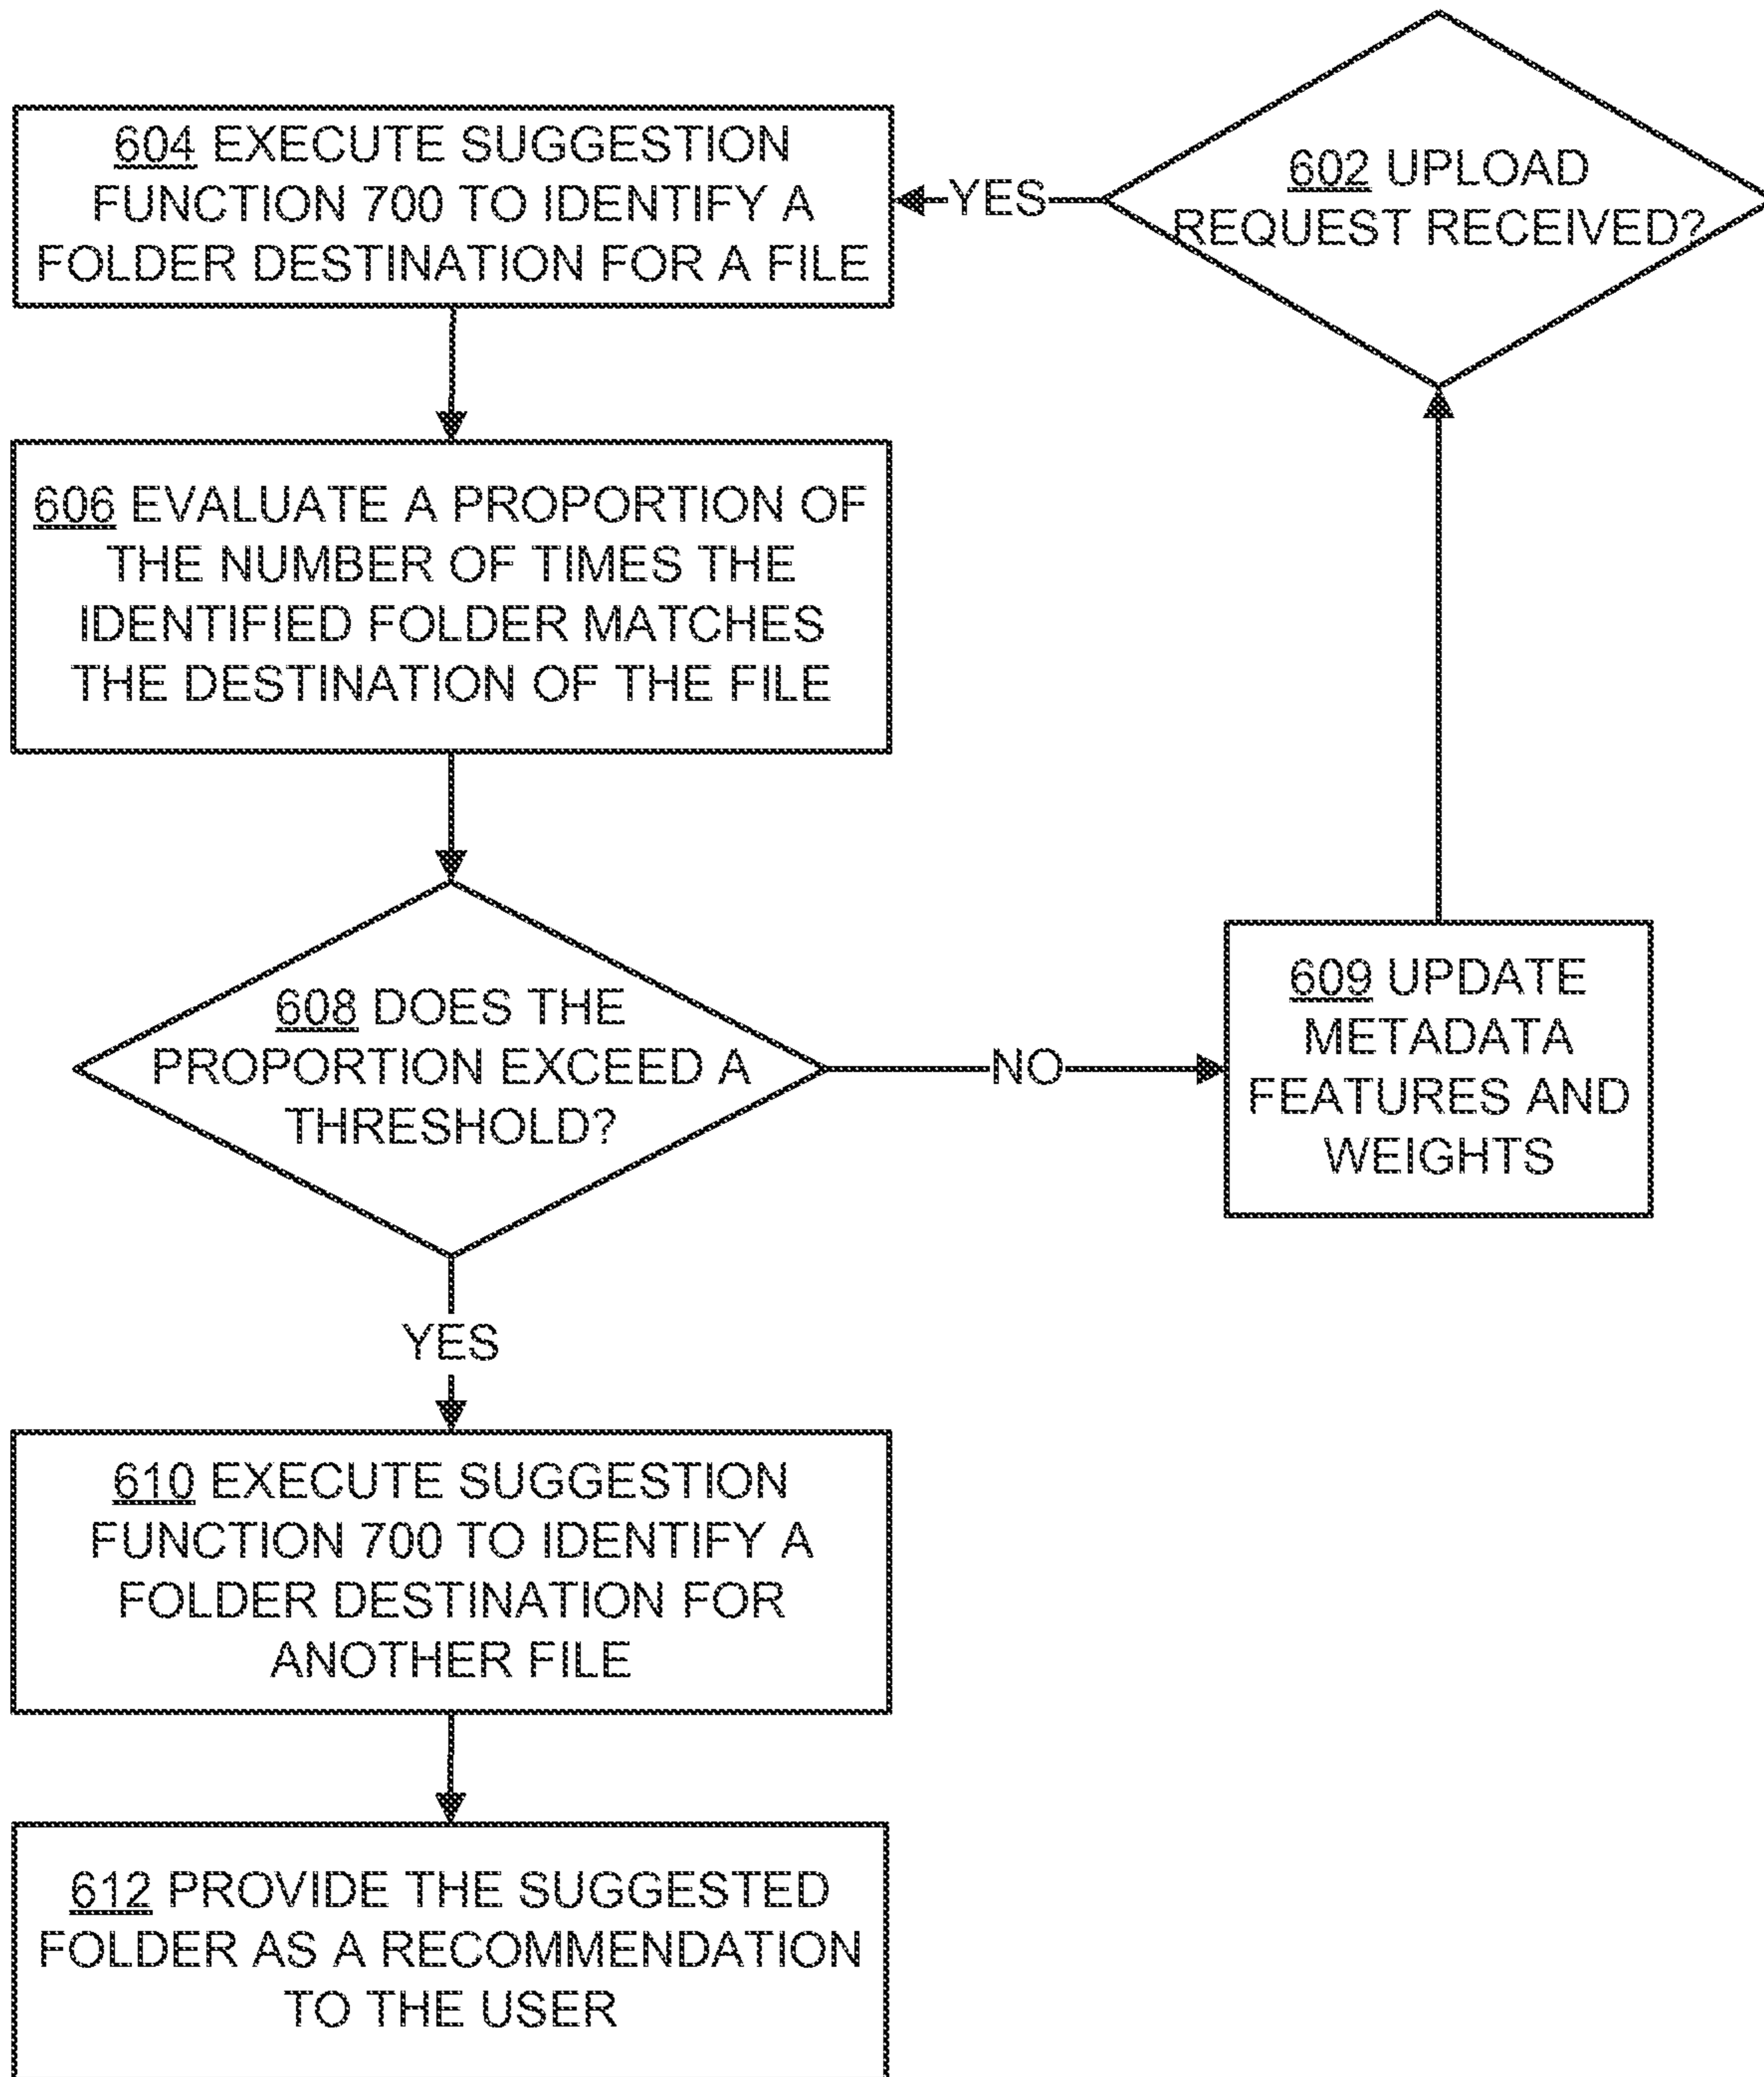 602 UPLOAD
REQUEST RECEIVED?
YES
604 EXECUTE SUGGESTION
FUNCTION 700 TO IDENTIFY A
FOLDER DESTINATION FOR A FILE
606 EVALUATE A PROPORTION OF
THE NUMBER OF TIMES THE
IDENTIFIED FOLDER MATCHES
THE DESTINATION OF THE FILE
608 DOES THE
PROPORTION EXCEED A
THRESHOLD?
NO
609 UPDATE
METADATA
FEATURES AND
WEIGHTS
YES
610 EXECUTE SUGGESTION
FUNCTION 700 TO IDENTIFY A
FOLDER DESTINATION FOR
ANOTHER FILE
612 PROVIDE THE SUGGESTED
FOLDER AS A RECOMMENDATION
TO THE USER